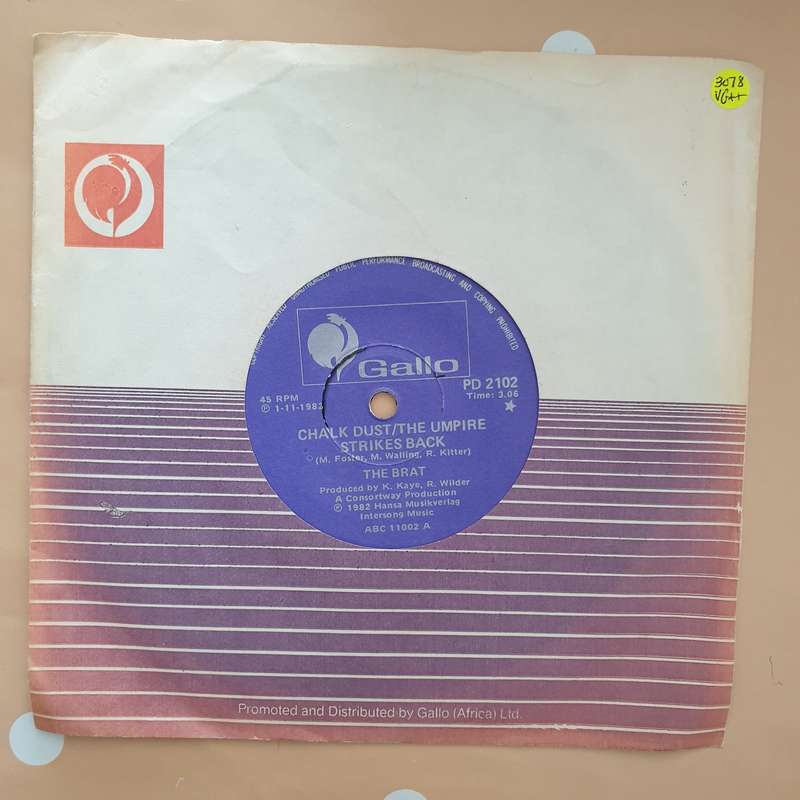 3078
VG++
COPYRIGHT RESERVED UNAUTHORISED PUBLIC PERFORMANCE BROADCASTING AND COPYING PROHIBITED
Gallo
45 RPM
℗ 1-11-1982
PD 2102
Time: 3.06
CHALK DUST/THE UMPIRE
STRIKES BACK
(M. Foster, M. Walling, R. Kitter)
THE BRAT
Produced by K. Kaye, R. Wilder
A Consortway Production
℗ 1982 Hansa Musikverlag
Intersong Music
ABC 11002 A
Promoted and Distributed by Gallo (Africa) Ltd.